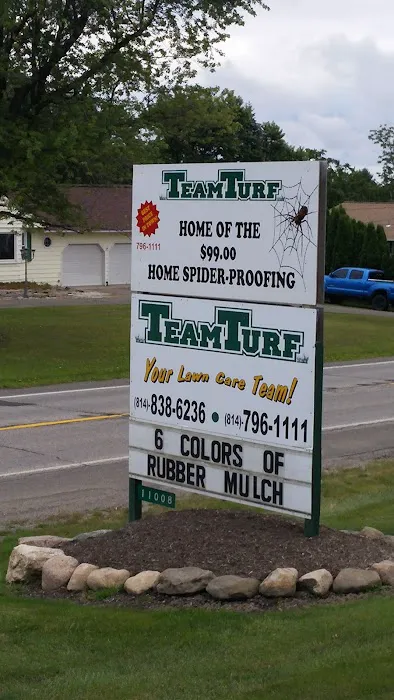 TEAMTURF
HOME OF THE
$99.00
HOME SPIDER-PROOFING
796-1111
TEAMTURF
Your Lawn Care Team!
(814)-838-6236 • (814)-796-1111
6 COLORS OF
RUBBER MULCH
11008